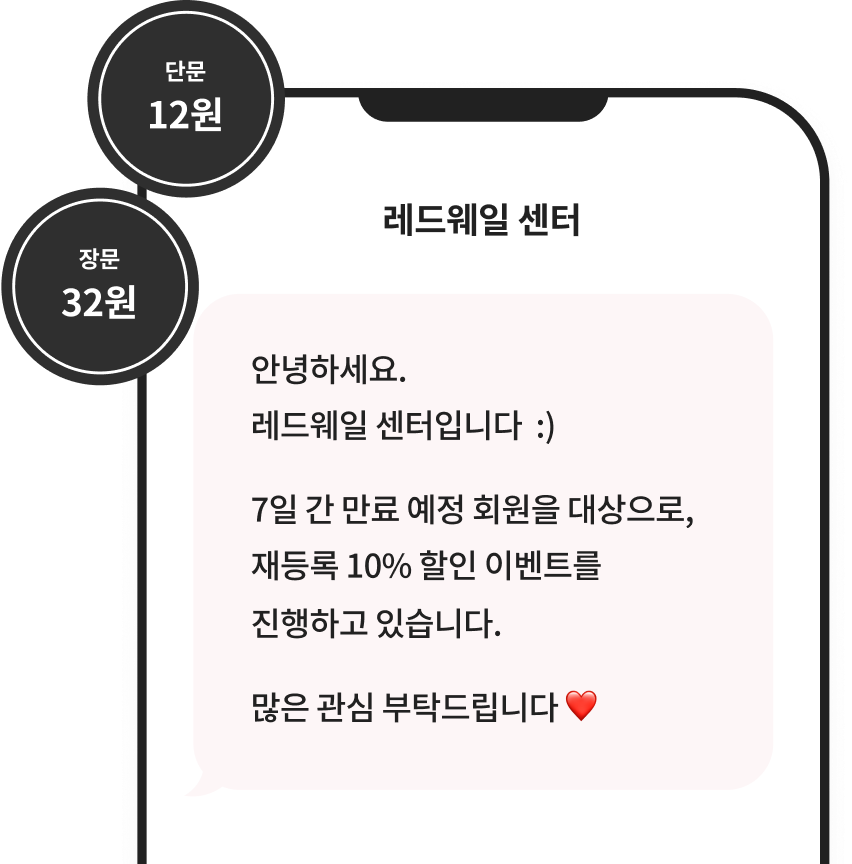 단문
12원
장문
32원
레드웨일 센터
안녕하세요.
레드웨일 센터입니다 :)
7일 간 만료 예정 회원을 대상으로,
재등록 10% 할인 이벤트를
진행하고 있습니다.
많은 관심 부탁드립니다 ❤️